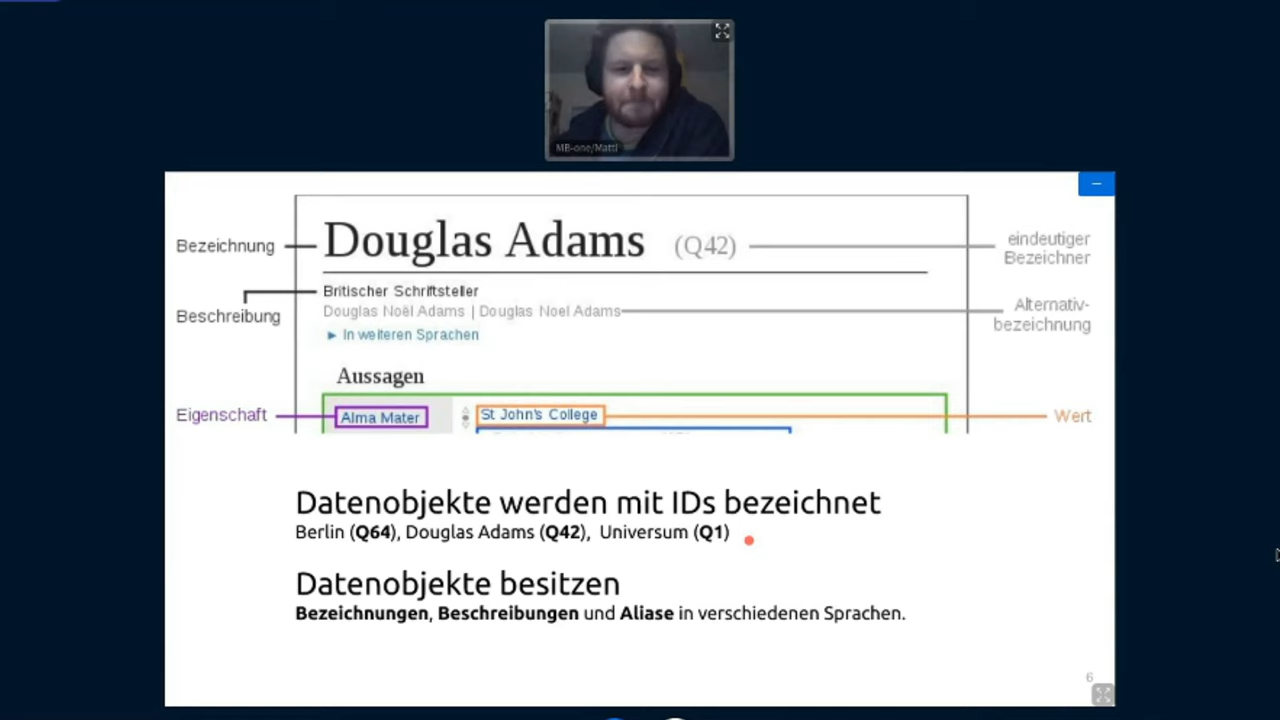 MB-one/Matti
Bezeichnung
Douglas Adams (Q42)
eindeutiger
Bezeichner
Beschreibung
Britischer Schriftsteller
Douglas Noël Adams | Douglas Noel Adams
Alternativ-
bezeichnung
► In weiteren Sprachen
Aussagen
Eigenschaft
Alma Mater
St John's College
Wert
Datenobjekte werden mit IDs bezeichnet
Berlin (Q64), Douglas Adams (Q42), Universum (Q1)
Datenobjekte besitzen
Bezeichnungen, Beschreibungen und Aliase in verschiedenen Sprachen.
6